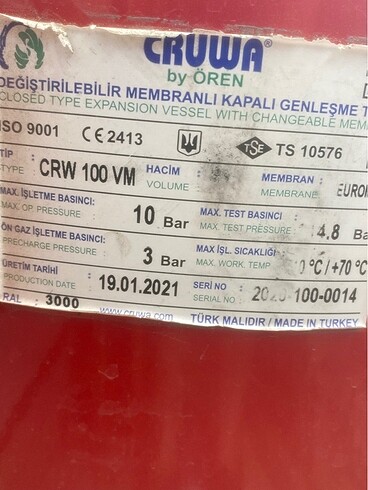 CRUWA®
by ÖREN
DEĞİŞTİRİLEBİLİR MEMBRANLI KAPALI GENLEŞME
CLOSED TYPE EXPANSION VESSEL WITH CHANGEABLE
ISO 9001 CE 2413 TSE TS 10576
TİP : CRW 100 VM HACİM MEMBRAN :
TYPE VOLUME MEMBRANE
MAX. İŞLETME BASINCI: 10 Bar MAX. TEST BASINCI :
MAX. OP. PRESSURE MAX. TEST PRESSURE 4.8
ÖN GAZ İŞLETME BASINCI: 3 Bar MAX İŞL. SICAKLIĞI :
PRECHARGE PRESSURE MAX. WORK. TEMP 0 °C/+70 °C
ÜRETİM TARİHİ : 19.01.2021 SERİ NO :
PRODUCTION DATE SERIAL NO 100-0014
RAL : 3000 www.cruwa.com TÜRK MALIDIR / MADE IN TURKEY